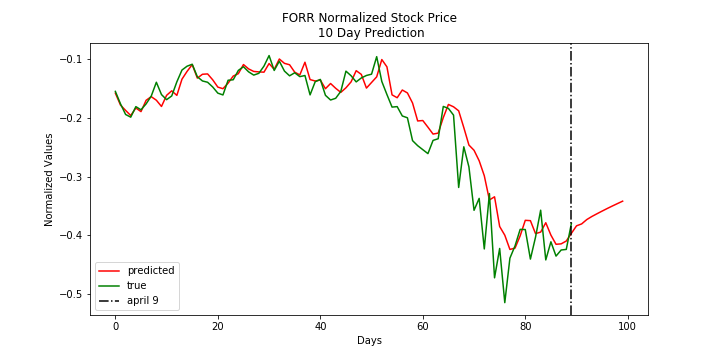 FORR Normalized Stock Price
10 Day Prediction
−0.1
−0.2
−0.3
−0.4
−0.5
Normalized Values
predicted
true
april 9
0
20
40
60
80
100
Days